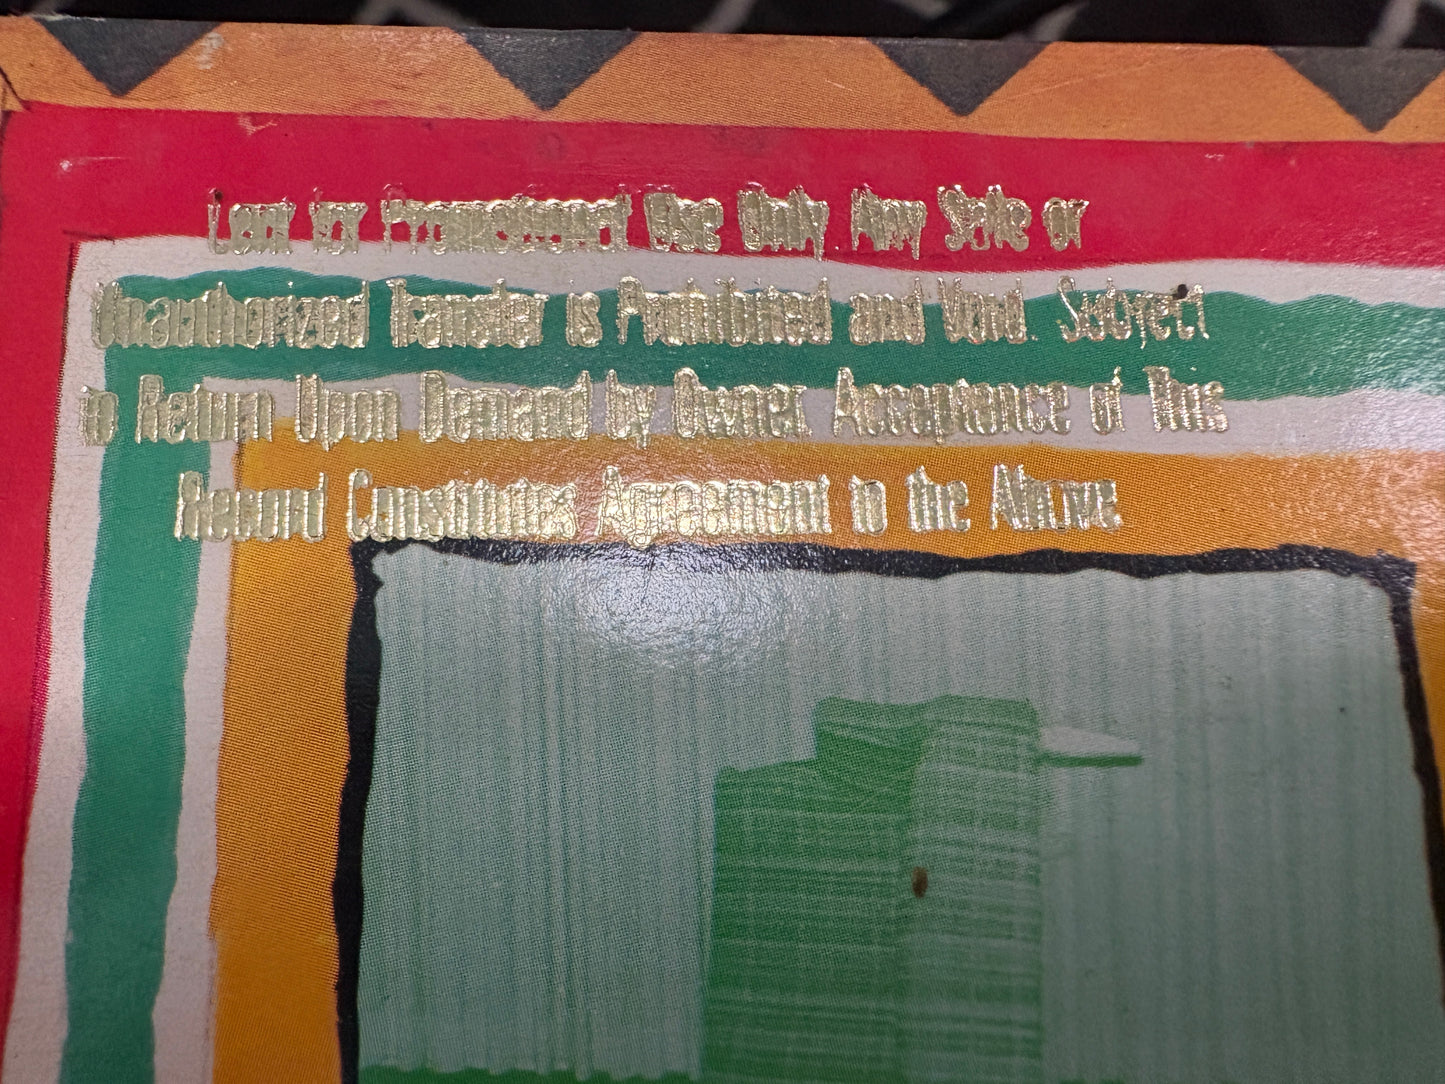 Lent for Promotional Use Only Any Sale or
Unauthorized Transfer is Prohibited and Void. Subject
to Return Upon Demand by Owner. Acceptance of This
Record Constitutes Agreement to the Above.